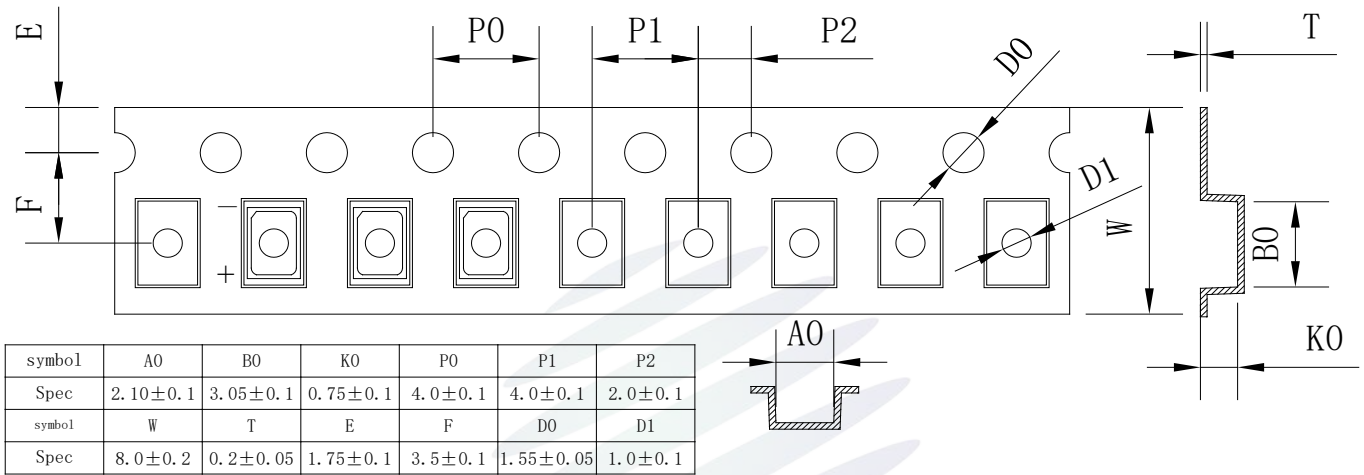 E
P0 P1 P2
T
D0
D1
F
W
B0
−
+
A0
K0
symbol A0 B0 K0 P0 P1 P2
Spec 2.10±0.1 3.05±0.1 0.75±0.1 4.0±0.1 4.0±0.1 2.0±0.1
symbol W T E F D0 D1
Spec 8.0±0.2 0.2±0.05 1.75±0.1 3.5±0.1 1.55±0.05 1.0±0.1